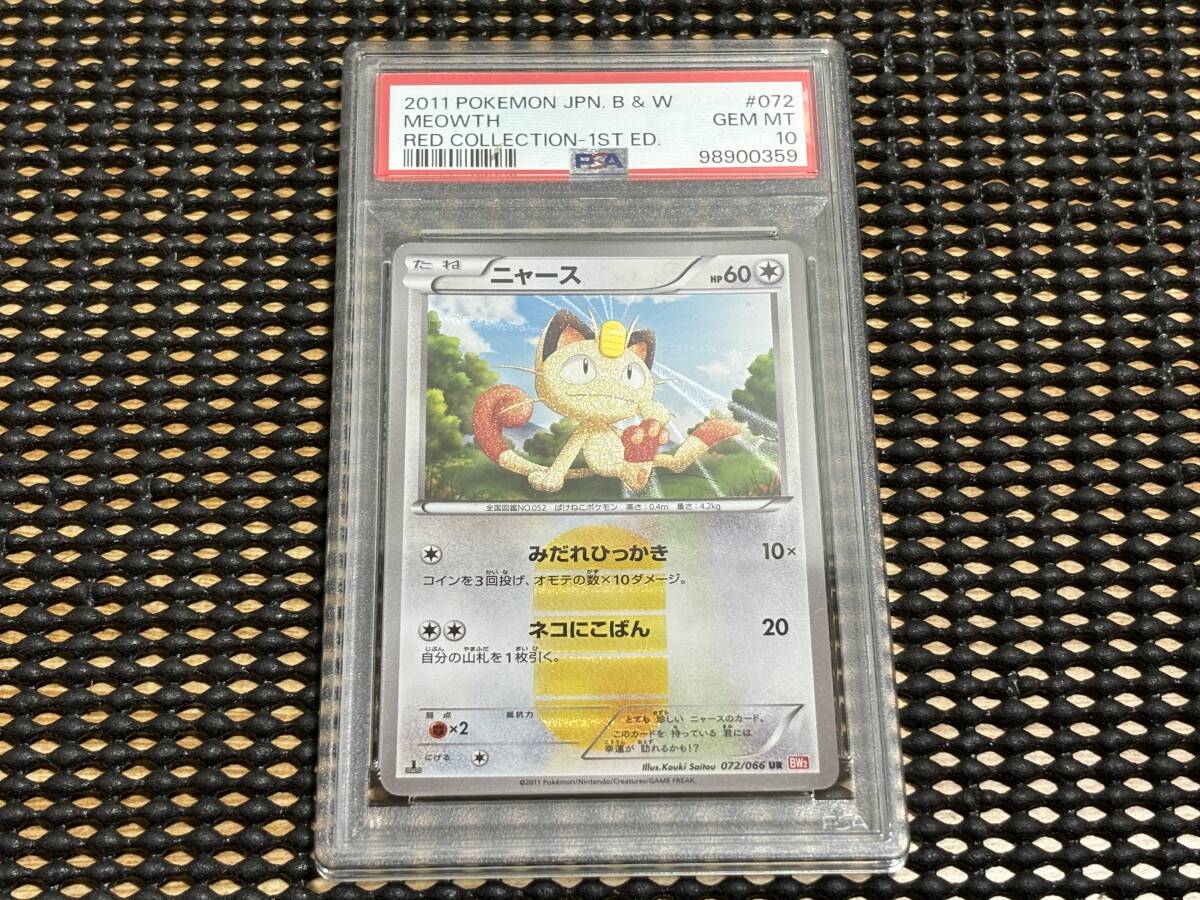 2011 POKEMON JPN. B & W #072
MEOWTH GEM MT
RED COLLECTION-1ST ED. 10
PSA 98900359
たね ニャース HP60
全国図鑑NO.052 ばけねこポケモン 高さ:0.4m 重さ:4.2kg
みだれひっかき 10×
コインを3回投げ、オモテの数×10ダメージ。
ネコにこばん 20
自分の山札を1枚引く。
弱点 抵抗力
×2
にげる
とても 珍しい ニャースのカード。
このカードを 持っている 君には
幸運が 訪れるかも!?
Illus.Kouki Saitou 072/066 UR BW2
©2011 Pokémon/Nintendo/Creatures/GAME FREAK.
PSA